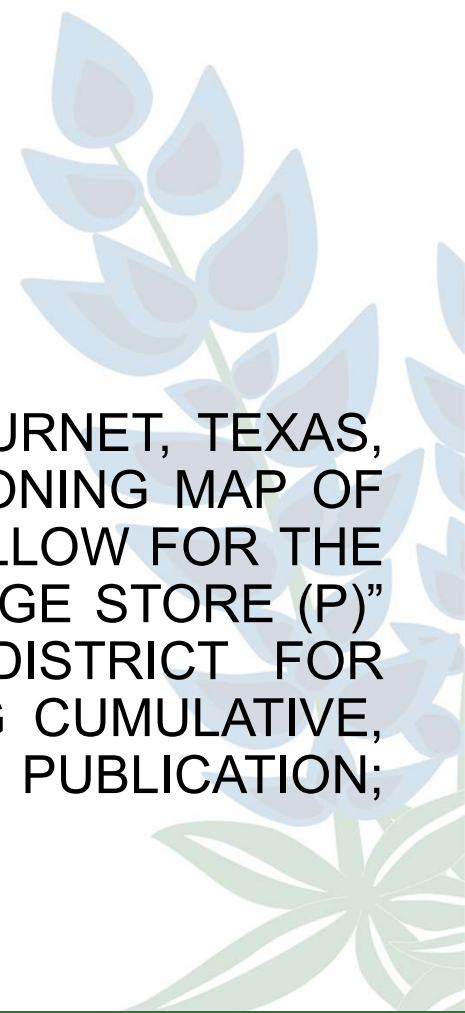 URNET, TEXAS,
ONING MAP OF
LLOW FOR THE
GE STORE (P)”
DISTRICT FOR
G CUMULATIVE,
PUBLICATION;